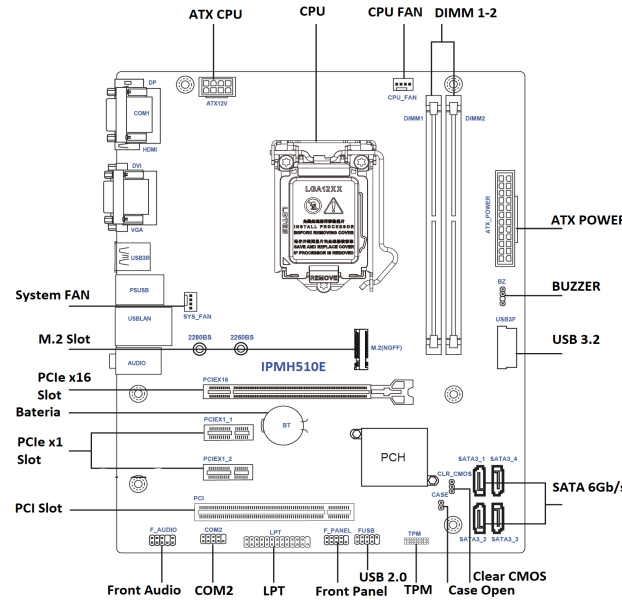 ATX CPU
CPU
CPU FAN
DIMM 1-2
DP
ATX12V
CPU_FAN
COM1
DIMM1
DIMM2
HDMI
DVI
LGA12XX
LOTES
INSTALL PROCESSOR
BEFORE REMOVING COVER
SAVE AND REPLACE COVER
IF PROCESSOR IS REMOVED
REMOVE
ATX_POWER
ATX POWER
VGA
USB3R
PSUSB
BZ
BUZZER
System FAN
SYS_FAN
USBLAN
USB3F
M.2 Slot
2280BS
2260BS
M.2(NGFF)
USB 3.2
AUDIO
IPMH510E
PCIe x16
Slot
PCIEX16
Bateria
PCIEX1_1
BT
PCIe x1
Slot
PCH
SATA3_1
SATA3_4
PCIEX1_2
CLR_CMOS
SATA 6Gb/s
CASE
PCI Slot
PCI
F_AUDIO
COM2
LPT
F_PANEL
FUSB
TPM
SATA3_2
SATA3_3
Front Audio
COM2
LPT
Front Panel
USB 2.0
TPM
Case Open
Clear CMOS